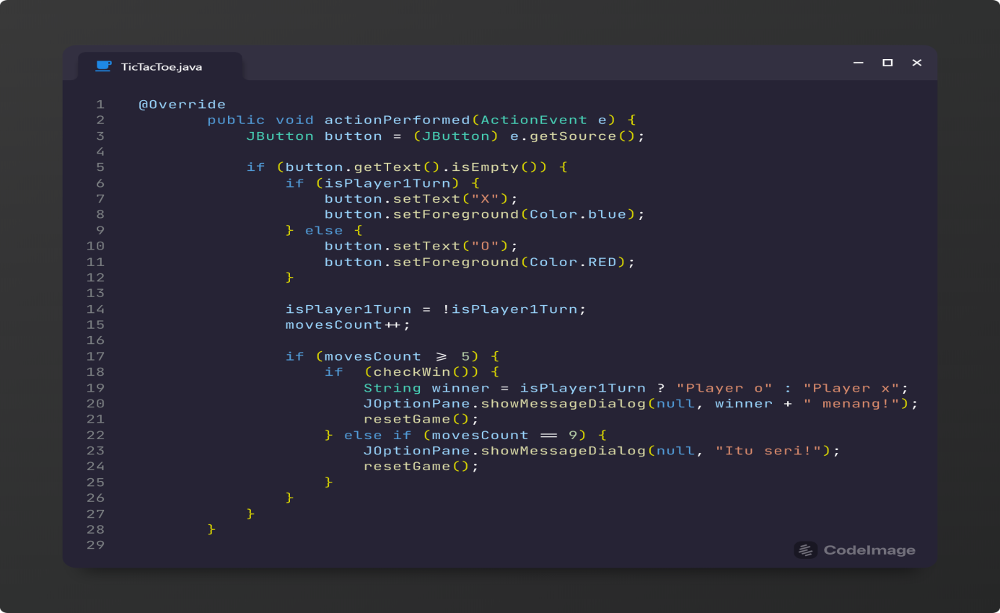 TicTacToe.java
1 @Override
2 public void actionPerformed(ActionEvent e) {
3 JButton button = (JButton) e.getSource();
4
5 if (button.getText().isEmpty()) {
6 if (isPlayer1Turn) {
7 button.setText("X");
8 button.setForeground(Color.blue);
9 } else {
10 button.setText("O");
11 button.setForeground(Color.RED);
12 }
13
14 isPlayer1Turn = !isPlayer1Turn;
15 movesCount++;
16
17 if (movesCount >= 5) {
18 if  (checkWin()) {
19 String winner = isPlayer1Turn ? "Player o" : "Player x";
20 JOptionPane.showMessageDialog(null, winner + " menang!");
21 resetGame();
22 } else if (movesCount == 9) {
23 JOptionPane.showMessageDialog(null, "Itu seri!");
24 resetGame();
25 }
26 }
27 }
28 }
29
CodeImage